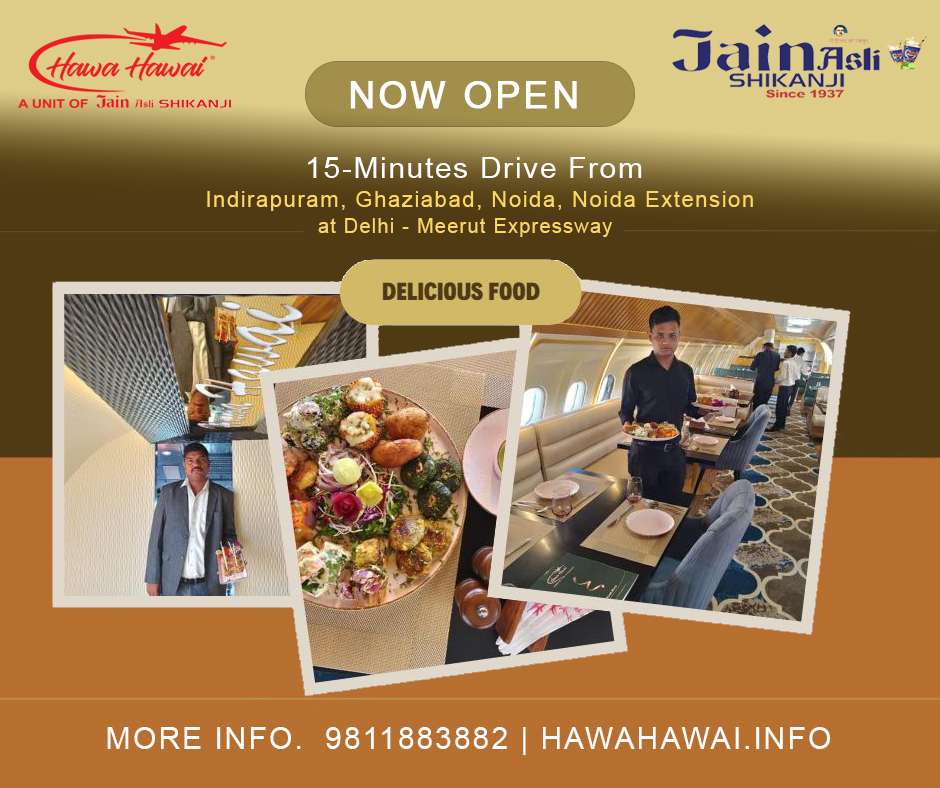 Hawa Hawai®
A UNIT OF Jain Asli SHIKANJI
Jain Asli
SHIKANJI
Since 1937
NOW OPEN
15-Minutes Drive From
Indirapuram, Ghaziabad, Noida, Noida Extension
at Delhi - Meerut Expressway
DELICIOUS FOOD
Hawai
MORE INFO. 9811883882 | HAWAHAWAI.INFO